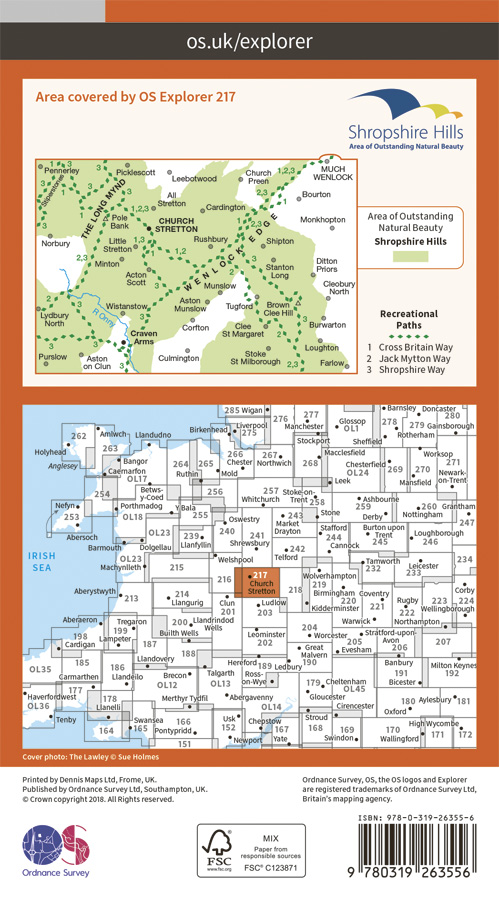 os.uk/explorer
Area covered by OS Explorer 217
Shropshire Hills
Area of Outstanding Natural Beauty
Pennerley
Picklescott
Leebotwood
Church
Preen
1,2,3
MUCH
WENLOCK
Stiperstones
THE LONG MYND
All
Stretton
Cardington
Bourton
Pole
Bank
1,2,3
CHURCH
STRETTON
Monkhopton
Norbury
Little
Stretton
Rushbury
WENLOCK EDGE
Shipton
Minton
1,2
Acton
Scott
Stanton
Long
Ditton
Priors
Munslow
Cleobury
North
Wistanstow
Aston
Munslow
Tugford
Brown
Clee Hill
Lydbury
North
R Onny
Corfton
Clee
St Margaret
Burwarton
Craven
Arms
Loughton
Purslow
Aston
on Clun
Culmington
Stoke
St Milborough
2,3
Farlow
Area of Outstanding
Natural Beauty
Shropshire Hills
Recreational
Paths
1 Cross Britain Way
2 Jack Mytton Way
3 Shropshire Way
285 Wigan
276
277
Barnsley
Doncaster
280
262
Amlwch
Llandudno
Birkenhead
Liverpool
275
Manchester
Glossop
OL1
278
279
Gainsborough
Rotherham
Stockport
Sheffield
Holyhead
263
Bangor
264
265
266
Chester
267
Northwich
268
Macclesfield
Chesterfield
OL24
269
270
Worksop
271
Anglesey
Caernarfon
OL17
Ruthin
Mold
Leek
Mansfield
Newark-
on-Trent
254
Betws-
y-Coed
256
257
Whitchurch
Stoke-on-
Trent
258
Ashbourne
259
260
Grantham
Nefyn
253
Porthmadog
OL18
Y Bala
255
Oswestry
243
Market
Drayton
Stone
Derby
Nottingham
247
Abersoch
OL23
239
Llanfyllin
240
241
Shrewsbury
Stafford
244
Burton upon
Trent
245
Loughborough
246
Barmouth
Dolgellau
242
Telford
Cannock
IRISH
SEA
OL23
Machynlleth
215
Welshpool
216
217
Church
Stretton
218
Wolverhampton
219
Birmingham
220
Tamworth
232
233
Leicester
234
Corby
Aberystwyth
213
214
Llangurig
Clun
201
Ludlow
203
Kidderminster
Coventry
221
Rugby
222
223
224
Wellingborough
Aberaeron
Tregaron
199
200
Llandrindod
Wells
Builth Wells
Leominster
202
204
Worcester
Warwick
205
Stratford-upon-
Avon
206
Northampton
207
198
Cardigan
Lampeter
187
188
Great
Malvern
190
Evesham
OL35
185
Carmarthen
186
Llandovery
Llandeilo
Brecon
OL12
Talgarth
OL13
Hereford
189
Ross-
on-Wye
Ledbury
Banbury
191
Bicester
Milton Keynes
192
Haverfordwest
OL36
177
179
Cheltenham
Gloucester
OL45
Cirencester
180
Oxford
Aylesbury
181
Tenby
178
Llanelli
164
Swansea
165
Merthyr Tydfil
166
Pontypridd
151
Abergavenny
Usk
152
Newport
OL14
Chepstow
167
Yate
Stroud
168
169
Swindon
170
Wallingford
High Wycombe
171
172
Cover photo: The Lawley © Sue Holmes
Printed by Dennis Maps Ltd, Frome, UK.
Published by Ordnance Survey Ltd, Southampton, UK.
© Crown copyright 2018. All Rights reserved.
Ordnance Survey, OS, the OS logos and Explorer
are registered trademarks of Ordnance Survey Ltd,
Britain's mapping agency.
Ordnance Survey
FSC
www.fsc.org
MIX
Paper from
responsible sources
FSC® C123871
ISBN: 978-0-319-26355-6
9 780319 263556